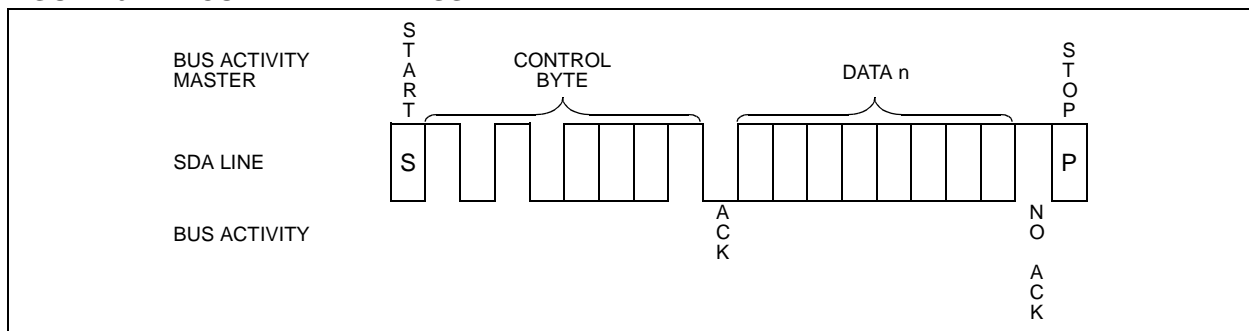 BUS ACTIVITY
MASTER
START
CONTROL
BYTE
DATA n
STOP
SDA LINE
S
P
BUS ACTIVITY
ACK
NO ACK